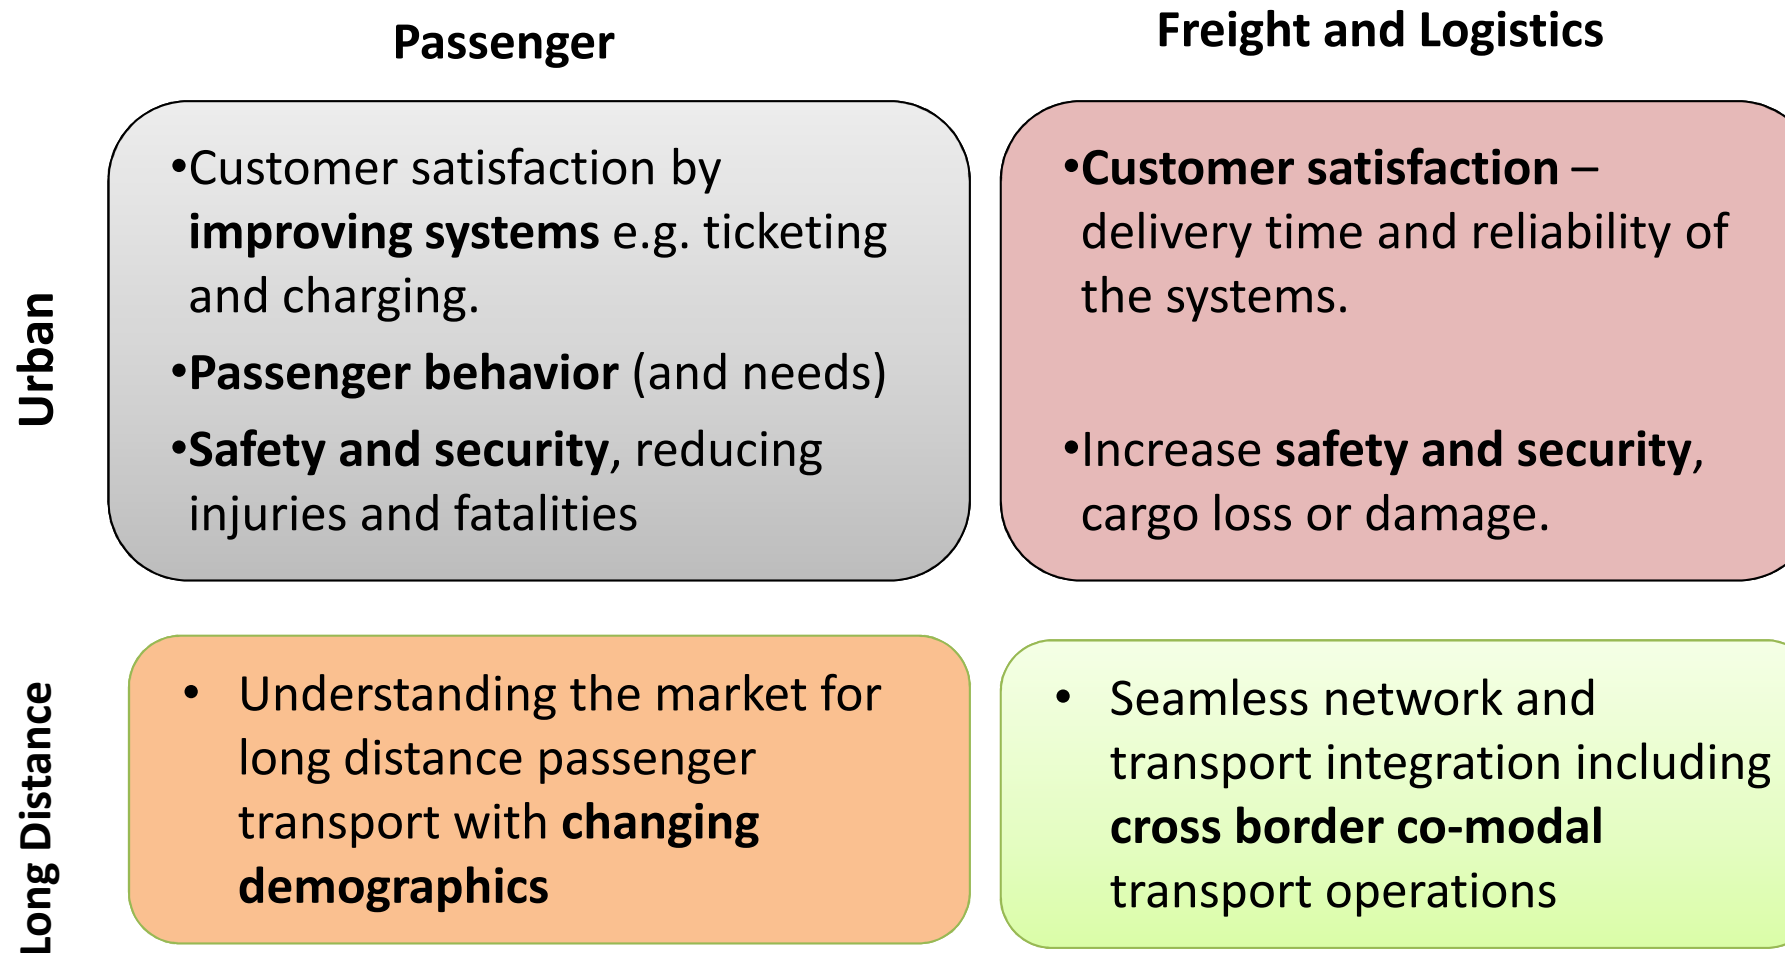 Passenger
Freight and Logistics
Urban
•Customer satisfaction by
improving systems e.g. ticketing
and charging.
•Passenger behavior (and needs)
•Safety and security, reducing
injuries and fatalities
•Customer satisfaction –
delivery time and reliability of
the systems.
•Increase safety and security,
cargo loss or damage.
Long Distance
• Understanding the market for
long distance passenger
transport with changing
demographics
• Seamless network and
transport integration including
cross border co-modal
transport operations